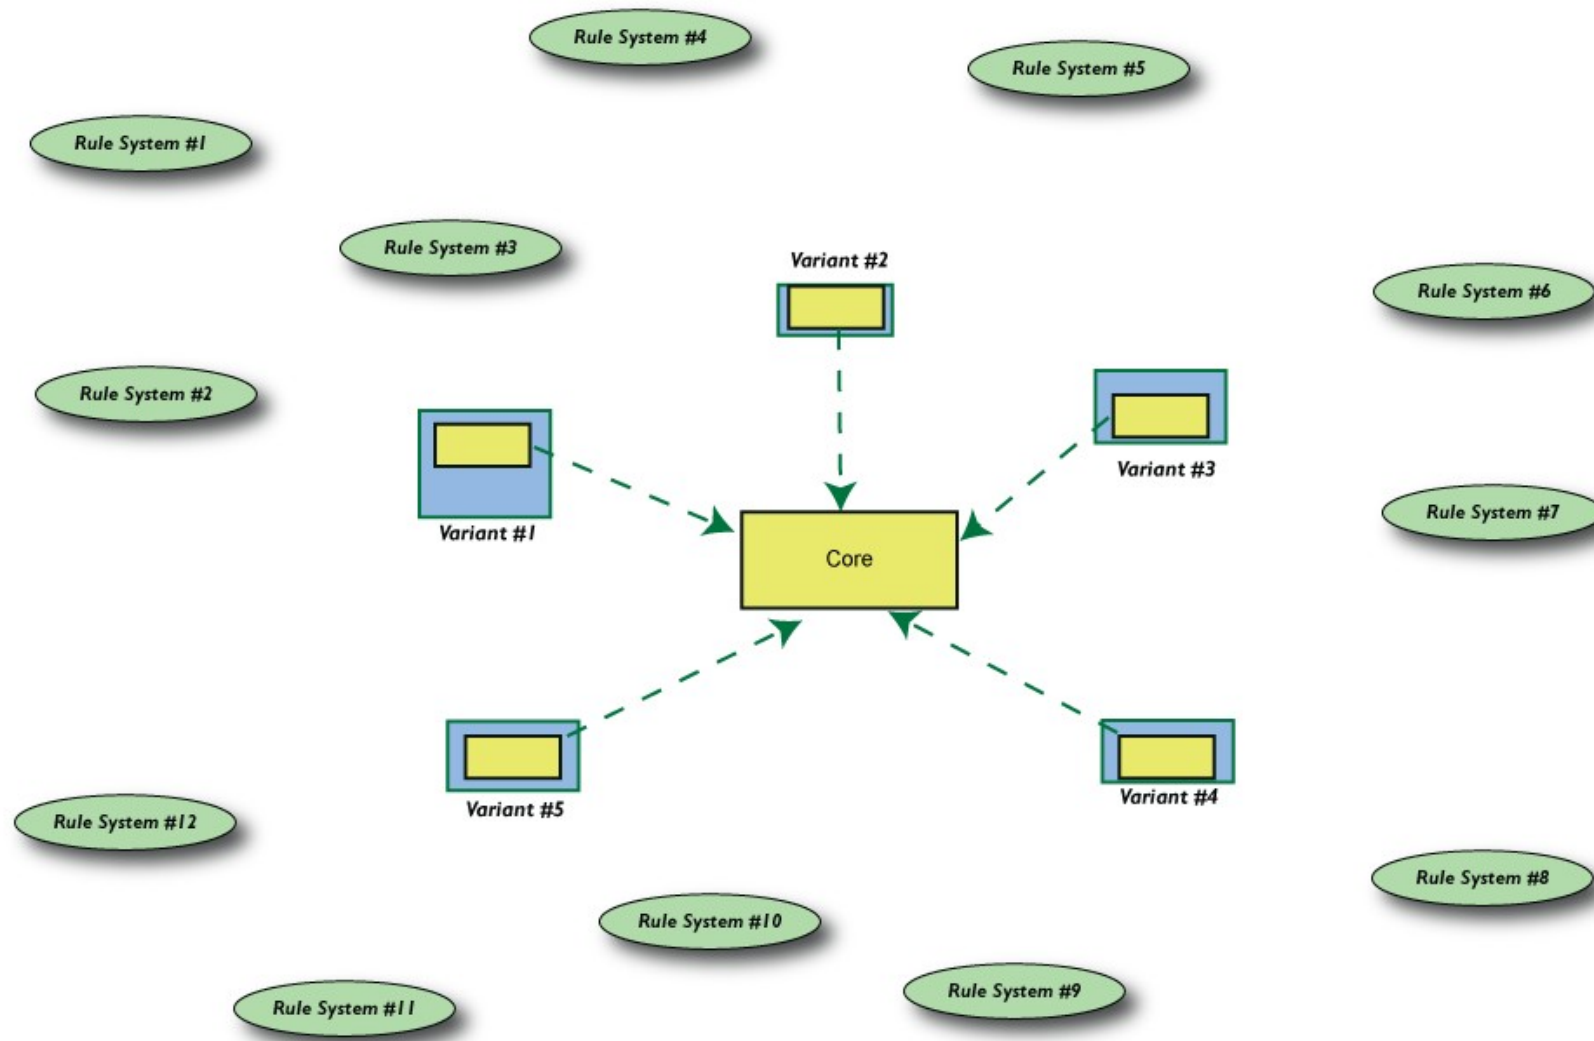 Rule System #4
Rule System #5
Rule System #1
Rule System #3
Variant #2
Rule System #6
Rule System #2
Variant #3
Rule System #7
Variant #1
Core
Variant #4
Variant #5
Rule System #12
Rule System #8
Rule System #10
Rule System #9
Rule System #11